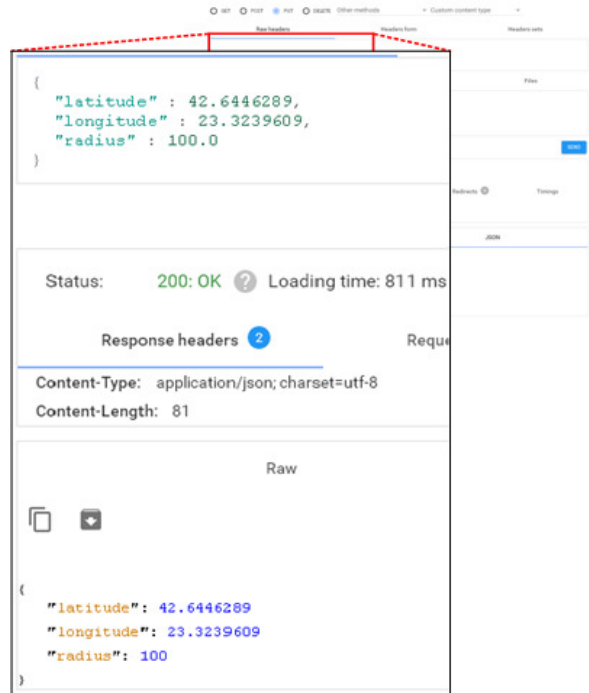 GET POST PUT DELETE Other methods Custom content type
Raw headers Headers form Headers sets
Files
SEND
Redirects Timings
JSON
{
"latitude" : 42.6446289,
"longitude" : 23.3239609,
"radius" : 100.0
}
Status: 200: OK ? Loading time: 811 ms
Response headers 2 Reque
Content-Type: application/json; charset=utf-8
Content-Length: 81
Raw
{
"latitude": 42.6446289
"longitude": 23.3239609
"radius": 100
}